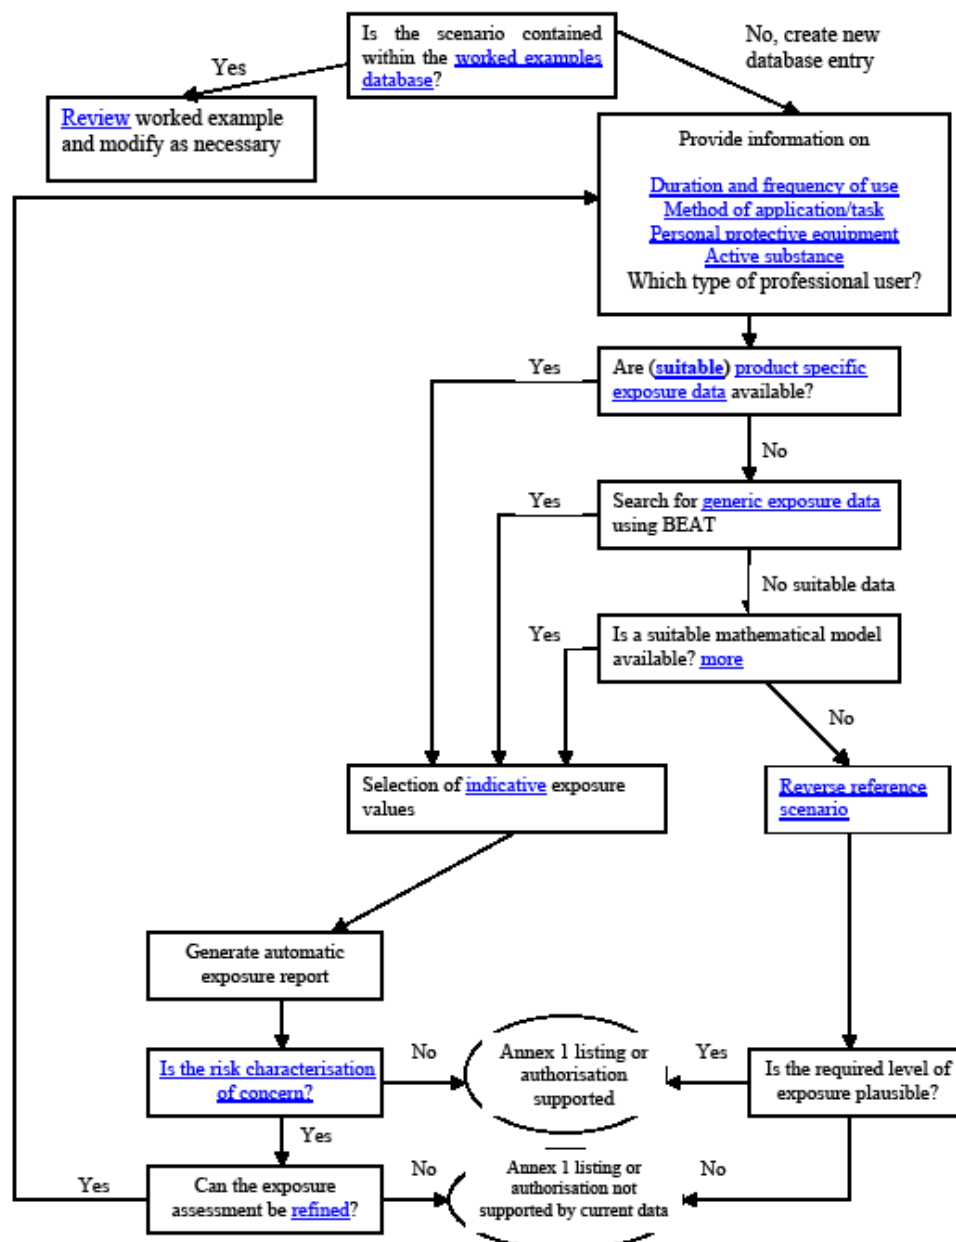 Is the scenario contained
within the worked examples
database?
No, create new
database entry
Yes
Review worked example
and modify as necessary
Provide information on
Duration and frequency of use
Method of application/task
Personal protective equipment
Active substance
Which type of professional user?
Yes
Are (suitable) product specific
exposure data available?
No
Yes
Search for generic exposure data
using BEAT
No suitable data
Yes
Is a suitable mathematical model
available? more
No
Selection of indicative exposure
values
Reverse reference
scenario
Generate automatic
exposure report
Is the risk characterisation
of concern?
No
Annex 1 listing or
authorisation
supported
Yes
Is the required level of
exposure plausible?
Yes
Yes
Can the exposure
assessment be refined?
No
Annex 1 listing or
authorisation not
supported by current data
No